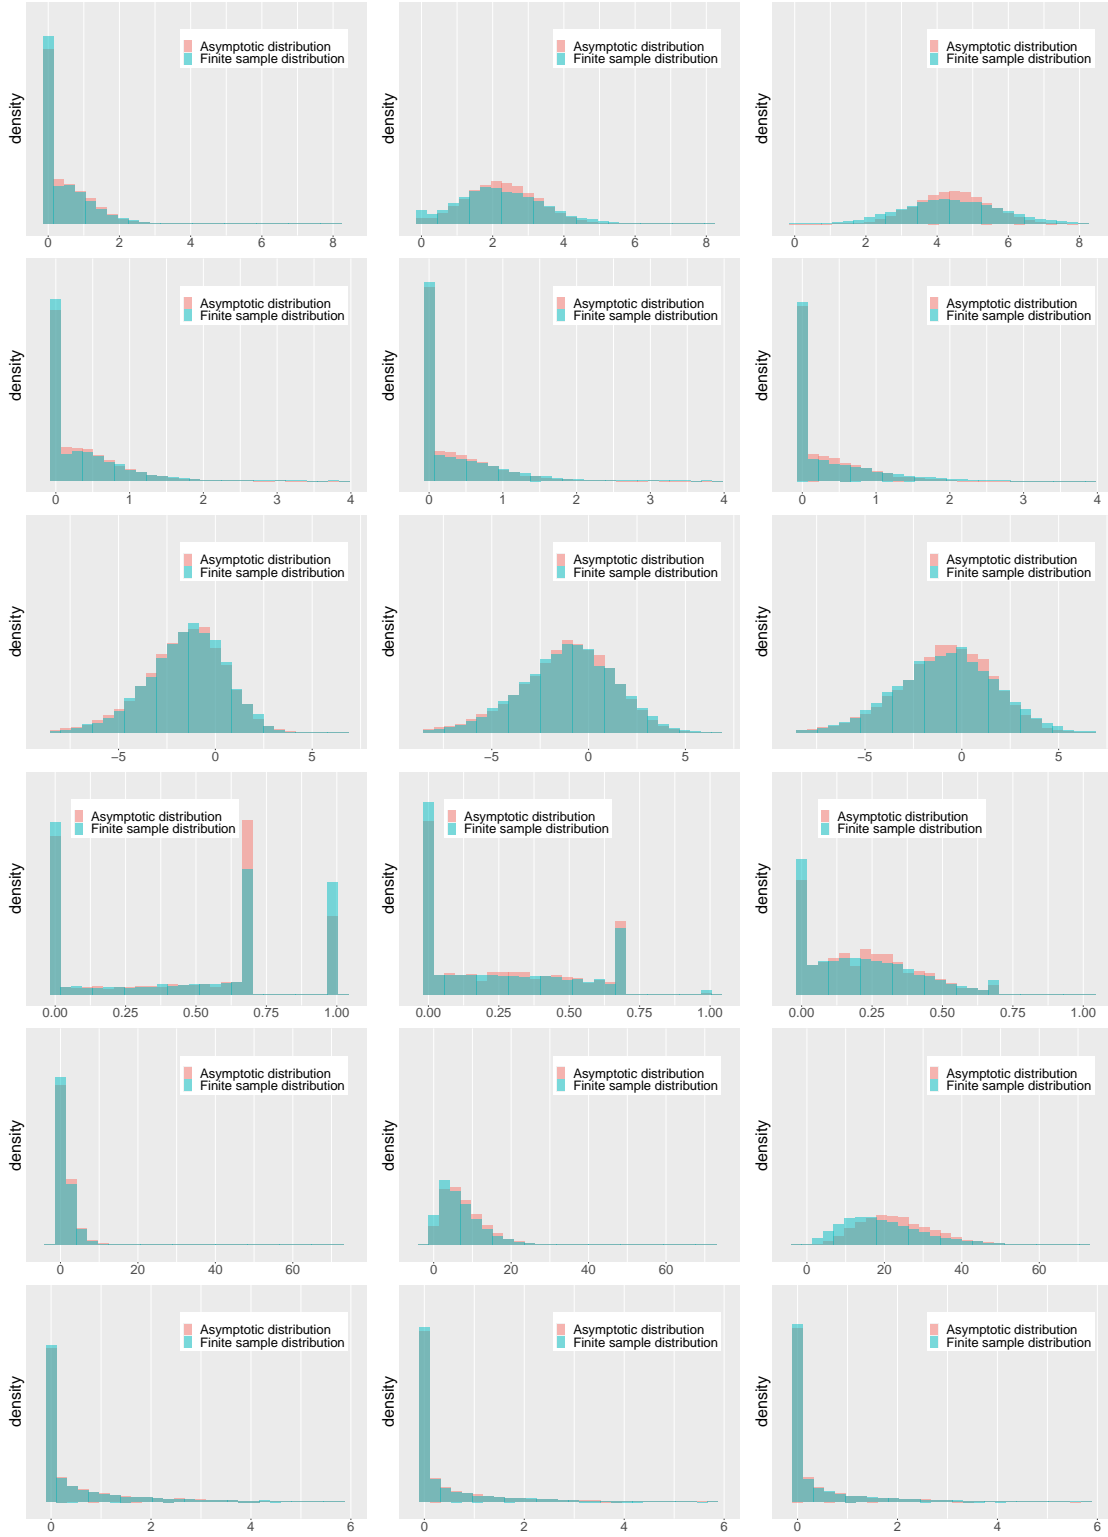 Asymptotic distribution
Finite sample distribution
density
0 2 4 6 8
Asymptotic distribution
Finite sample distribution
density
0 2 4 6 8
Asymptotic distribution
Finite sample distribution
density
0 2 4 6 8
Asymptotic distribution
Finite sample distribution
density
0 1 2 3 4
Asymptotic distribution
Finite sample distribution
density
0 1 2 3 4
Asymptotic distribution
Finite sample distribution
density
0 1 2 3 4
Asymptotic distribution
Finite sample distribution
density
−5 0 5
Asymptotic distribution
Finite sample distribution
density
−5 0 5
Asymptotic distribution
Finite sample distribution
density
−5 0 5
Asymptotic distribution
Finite sample distribution
density
0.00 0.25 0.50 0.75 1.00
Asymptotic distribution
Finite sample distribution
density
0.00 0.25 0.50 0.75 1.00
Asymptotic distribution
Finite sample distribution
density
0.00 0.25 0.50 0.75 1.00
Asymptotic distribution
Finite sample distribution
density
0 20 40 60
Asymptotic distribution
Finite sample distribution
density
0 20 40 60
Asymptotic distribution
Finite sample distribution
density
0 20 40 60
Asymptotic distribution
Finite sample distribution
density
0 2 4 6
Asymptotic distribution
Finite sample distribution
density
0 2 4 6
Asymptotic distribution
Finite sample distribution
density
0 2 4 6